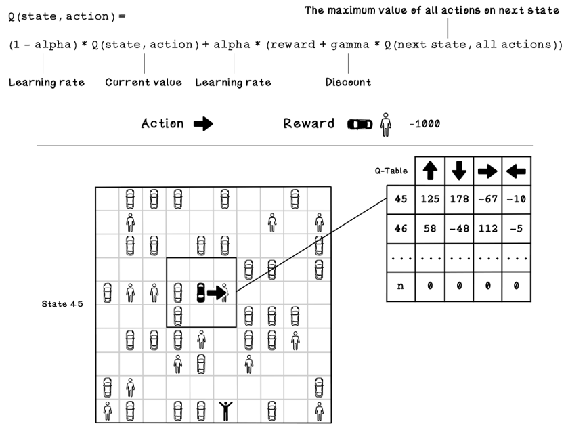 The maximum value of all actions on next state
Q(state, action) =
(1 - alpha) * Q(state, action) + alpha * (reward + gamma * Q(next state, all actions))
Learning rate Current value Learning rate Discount
Action Reward -1000
Q-Table
45 125 178 -67 -10
46 58 -48 112 -5
... ... ... ... ...
n 0 0 0 0
State 45